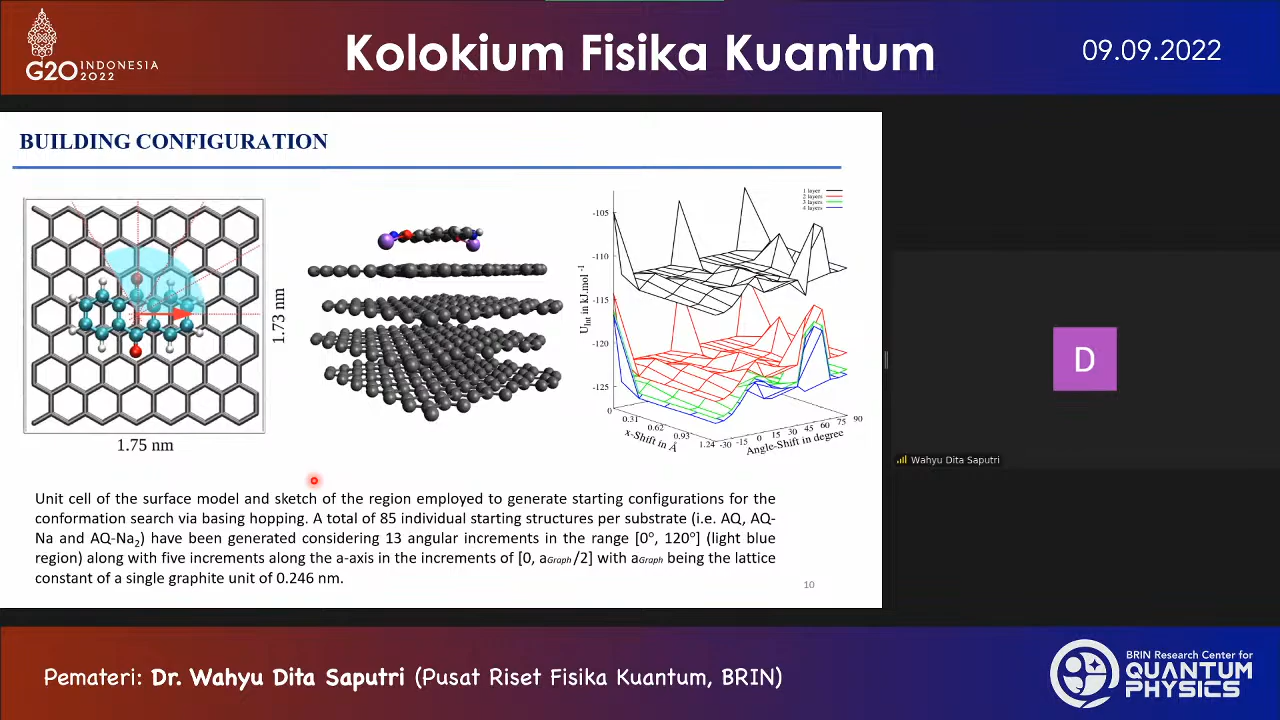 G20 INDONESIA 2022
Kolokium Fisika Kuantum
09.09.2022
BUILDING CONFIGURATION
1.73 nm
1.75 nm
1 layer
2 layers
3 layers
4 layers
-105
-110
-115
-120
-125
U_Int in kJ.mol⁻¹
0
0.31
0.62
0.93
1.24
x-Shift in Å
-30
-15
0
15
30
45
60
75
90
Angle-Shift in degree
Unit cell of the surface model and sketch of the region employed to generate starting configurations for the
conformation search via basing hopping. A total of 85 individual starting structures per substrate (i.e. AQ, AQ-
Na and AQ-Na₂) have been generated considering 13 angular increments in the range [0°, 120°] (light blue
region) along with five increments along the a-axis in the increments of [0, aGraph/2] with aGraph being the lattice
constant of a single graphite unit of 0.246 nm.
10
D
Wahyu Dita Saputri
Pemateri: Dr. Wahyu Dita Saputri (Pusat Riset Fisika Kuantum, BRIN)
BRIN Research Center for
QUANTUM
PHYSICS